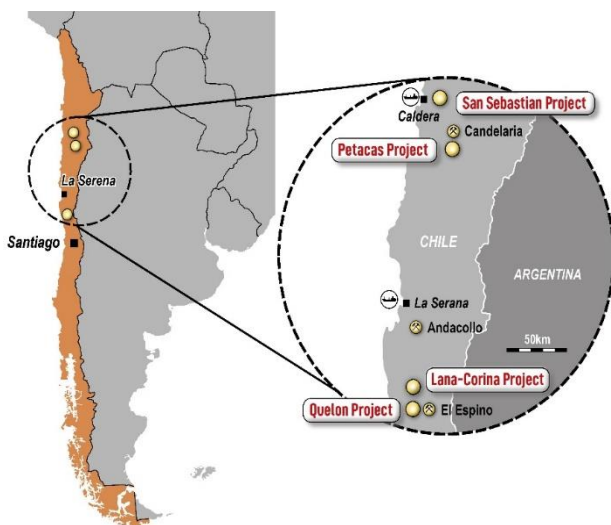 La Serena
Santiago
San Sebastian Project
Caldera
Candelaria
Petacas Project
CHILE
ARGENTINA
La Serana
Andacollo
50km
Lana-Corina Project
Quelon Project
El Espino